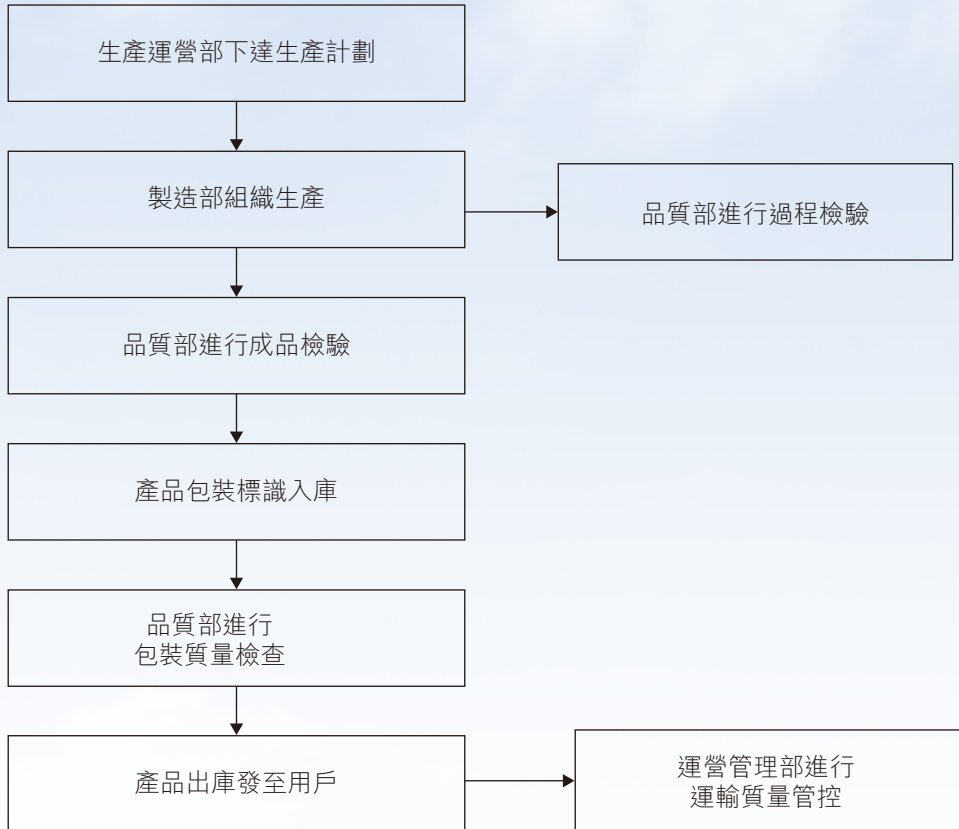 生產運營部下達生產計劃
製造部組織生產
品質部進行過程檢驗
品質部進行成品檢驗
產品包裝標識入庫
品質部進行
包裝質量檢查
產品出庫發至用戶
運營管理部進行
運輸質量管控